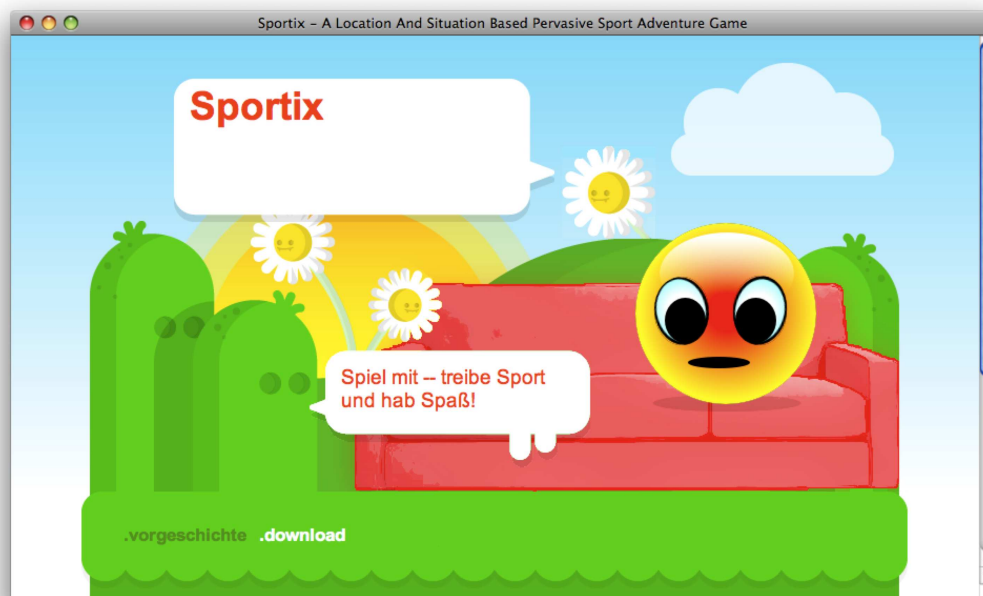 Sportix – A Location And Situation Based Pervasive Sport Adventure Game
Sportix
Spiel mit -- treibe Sport
und hab Spaß!
.vorgeschichte .download